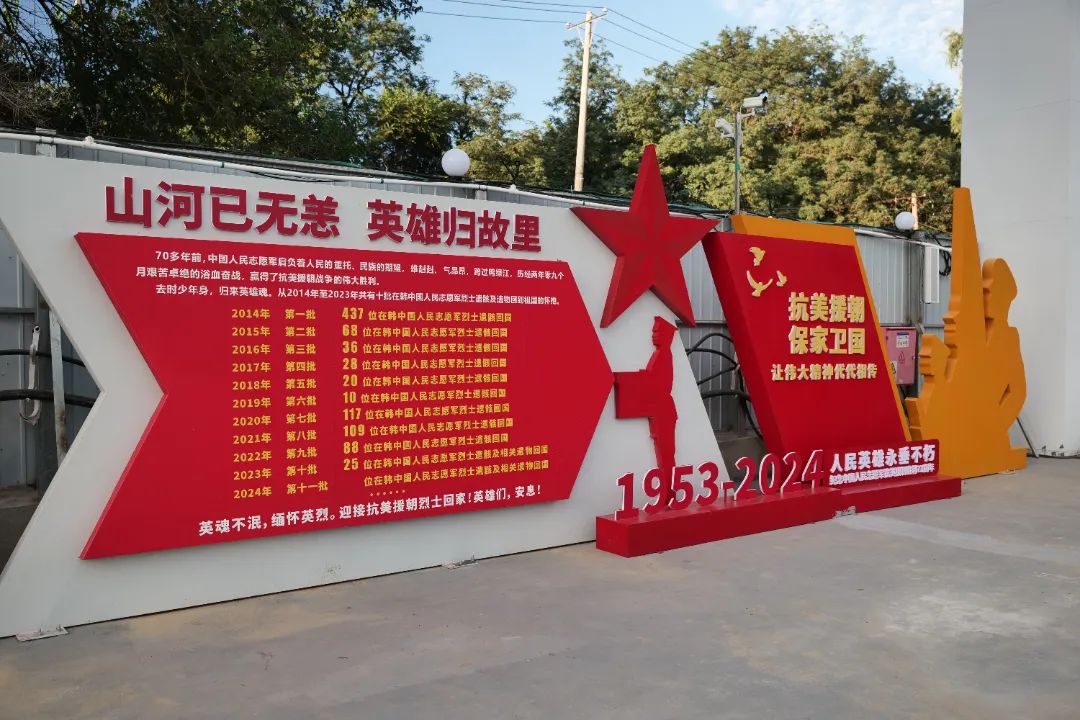 山河已无恙 英雄归故里
70多年前,中国人民志愿军肩负着人民的重托、民族的期望,雄赳赳、气昂昂,跨过鸭绿江,历经两年零九个
月艰苦卓绝的浴血奋战,赢得了抗美援朝战争的伟大胜利。
去时少年身,归来英雄魂。从2014年至2023年共有十批在韩中国人民志愿军烈士遗骸及遗物回到祖国的怀抱。
2014年 第一批 437 位在韩中国人民志愿军烈士遗骸回国
2015年 第二批 68 位在韩中国人民志愿军烈士遗骸回国
2016年 第三批 36 位在韩中国人民志愿军烈士遗骸回国
2017年 第四批 28 位在韩中国人民志愿军烈士遗骸回国
2018年 第五批 20 位在韩中国人民志愿军烈士遗骸回国
2019年 第六批 10 位在韩中国人民志愿军烈士遗骸回国
2020年 第七批 117 位在韩中国人民志愿军烈士遗骸回国
2021年 第八批 109 位在韩中国人民志愿军烈士遗骸回国
2022年 第九批 88 位在韩中国人民志愿军烈士遗骸回国
2023年 第十批 25 位在韩中国人民志愿军烈士遗骸及相关遗物回国
2024年 第十一批 位在韩中国人民志愿军烈士遗骸及相关遗物回国
······
英魂不泯,缅怀英烈。迎接抗美援朝烈士回家!英雄们,安息!
抗美援朝
保家卫国
让伟大精神代代相传
1953-2024
人民英雄永垂不朽